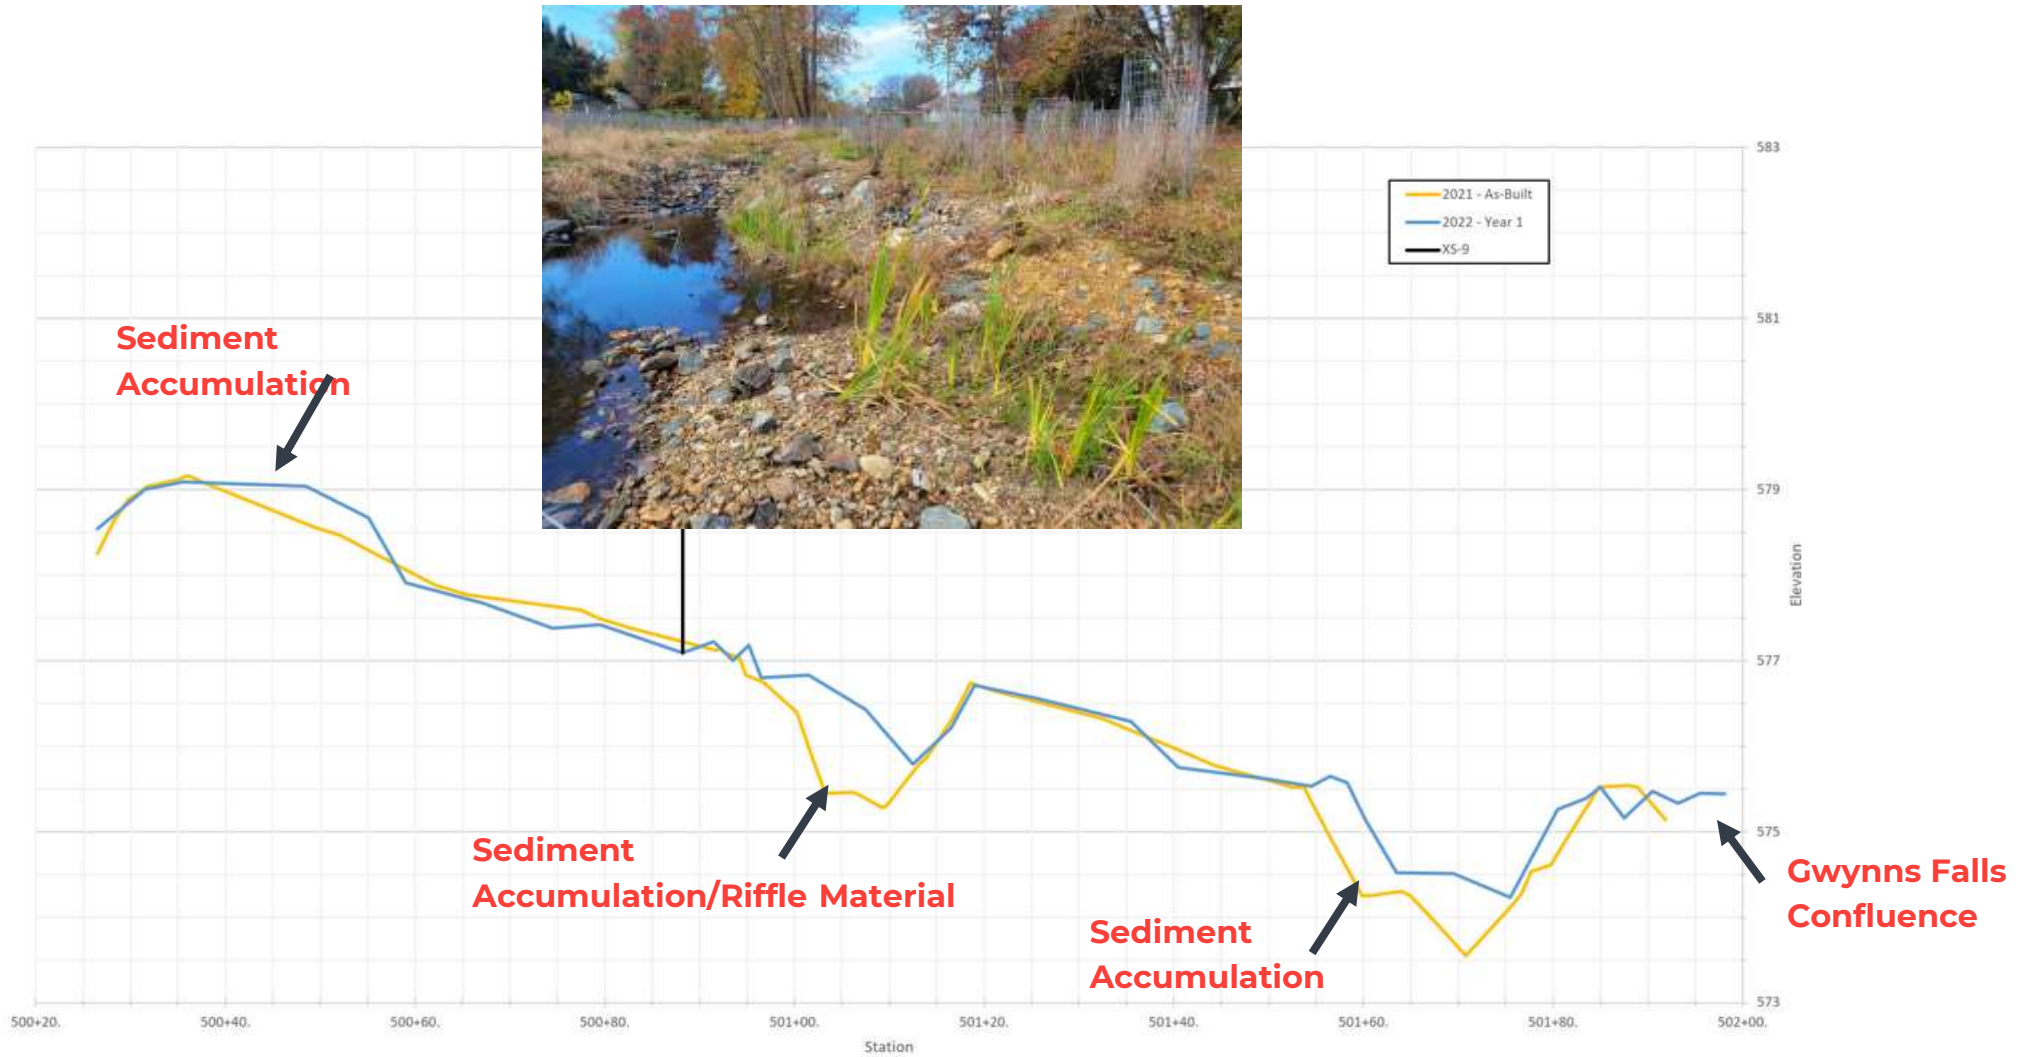 583
2021 - As-Built
2022 - Year 1
XS-9
581
Sediment
Accumulation
579
Elevation
577
Sediment
Accumulation/Riffle Material
575
Gwynns Falls
Confluence
Sediment
Accumulation
573
500+20. 500+40. 500+60. 500+80. 501+00. 501+20. 501+40. 501+60. 501+80. 502+00.
Station